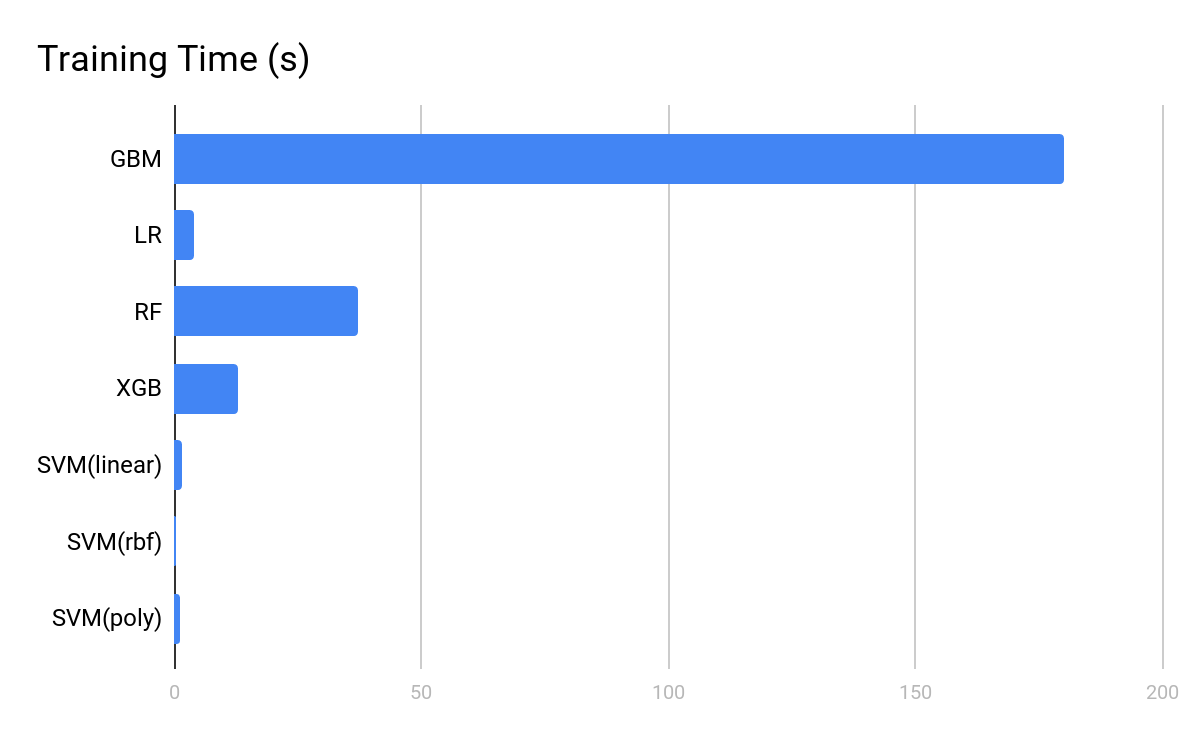 Training Time (s)
GBM
LR
RF
XGB
SVM(linear)
SVM(rbf)
SVM(poly)
0 50 100 150 200